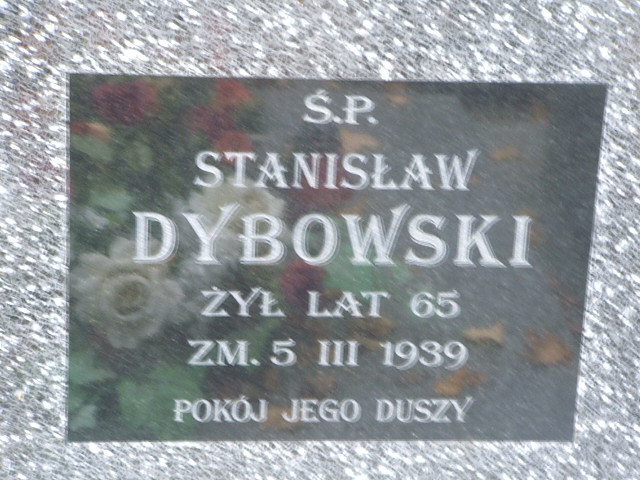 Ś.P.
STANISŁAW
DYBOWSKI
ŻYŁ LAT 65
ZM. 5 III 1939
POKÓJ JEGO DUSZY